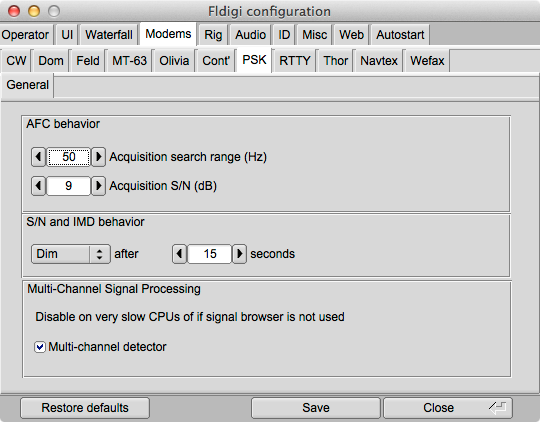 Fldigi configuration
Operator UI Waterfall Modems Rig Audio ID Misc Web Autostart
CW Dom Feld MT-63 Olivia Cont' PSK RTTY Thor Navtex Wefax
General
AFC behavior
50 Acquisition search range (Hz)
9 Acquisition S/N (dB)
S/N and IMD behavior
Dim after 15 seconds
Multi-Channel Signal Processing
Disable on very slow CPUs of if signal browser is not used
Multi-channel detector
Restore defaults Save Close